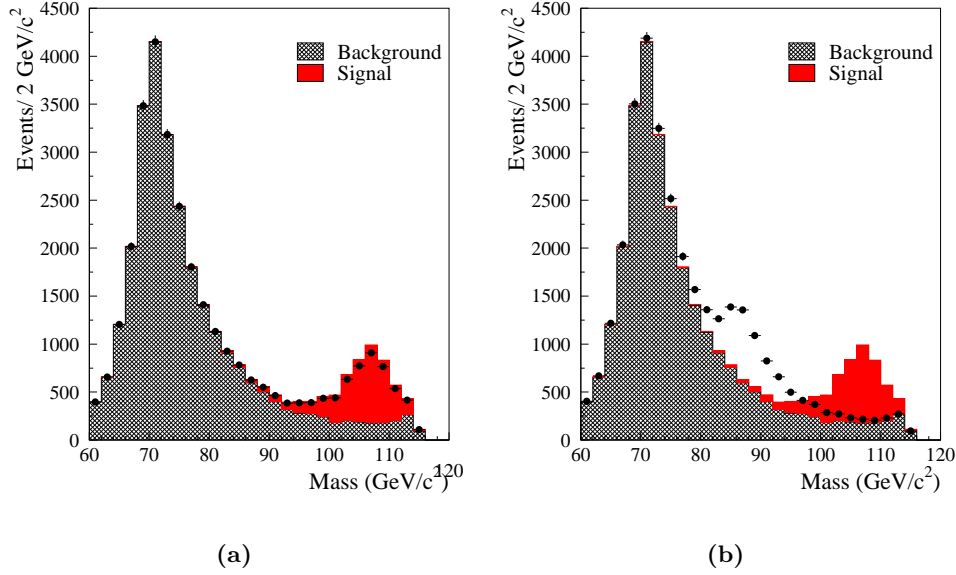 4500
4000
3500
3000
2500
2000
1500
1000
500
0
60 70 80 90 100 110 120
Mass (GeV/c²)
Events/ 2 GeV/c²
Background
Signal
(a)
4500
4000
3500
3000
2500
2000
1500
1000
500
0
60 70 80 90 100 110 120
Mass (GeV/c²)
Events/ 2 GeV/c²
Background
Signal
(b)